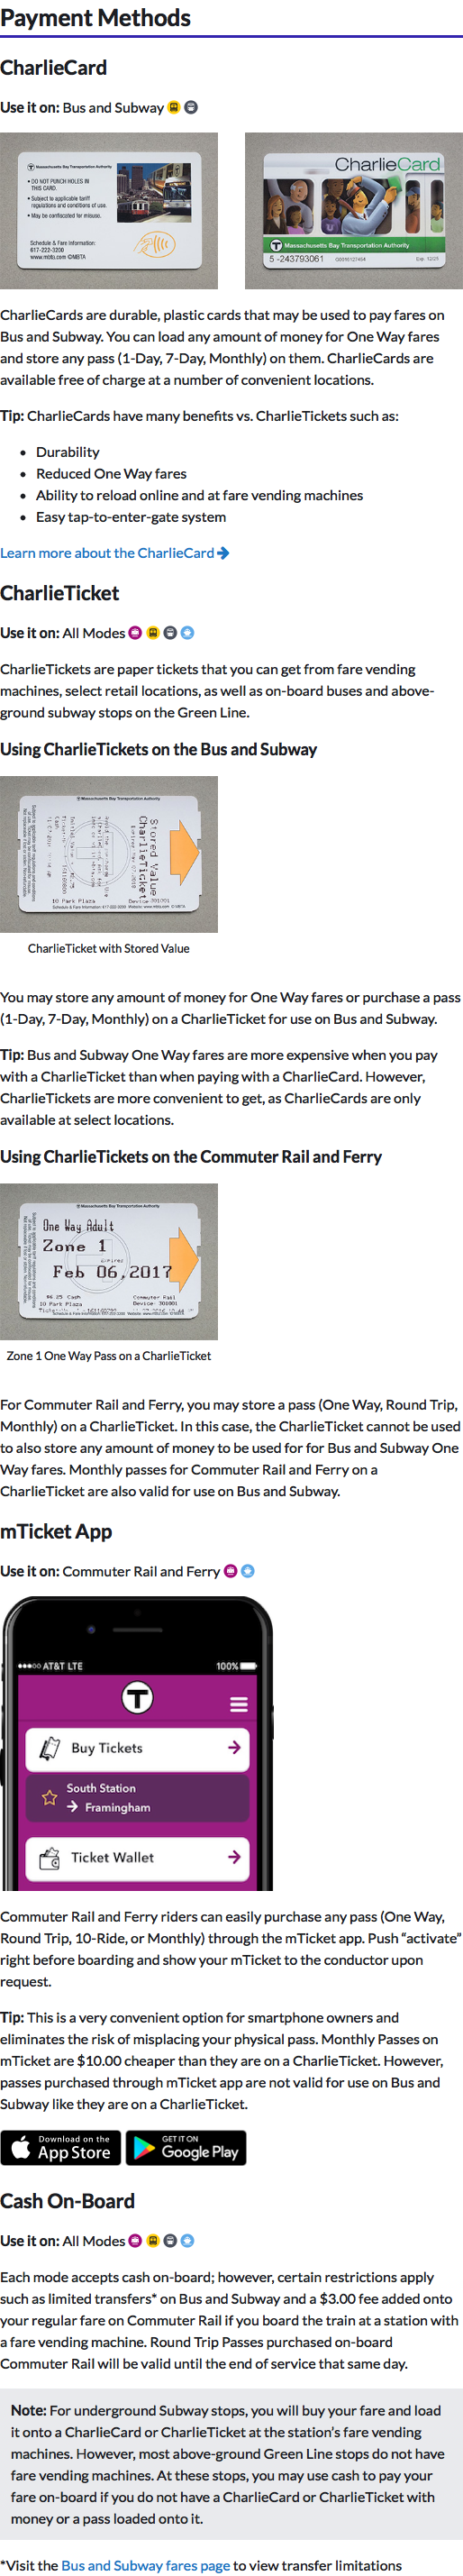 Payment Methods
CharlieCard
Use it on: Bus and Subway
Massachusetts Bay Transportation Authority
• DO NOT PUNCH HOLES IN
THIS CARD.
• Subject to applicable tariff
regulations and conditions of use.
• May be confiscated for misuse.
Schedule & Fare Information:
617-222-3200
www.mbta.com ©MBTA
CharlieCard
T Massachusetts Bay Transportation Authority
5 -243793061
CharlieCards are durable, plastic cards that may be used to pay fares on
Bus and Subway. You can load any amount of money for One Way fares
and store any pass (1-Day, 7-Day, Monthly) on them. CharlieCards are
available free of charge at a number of convenient locations.
Tip: CharlieCards have many benefits vs. CharlieTickets such as:
• Durability
• Reduced One Way fares
• Ability to reload online and at fare vending machines
• Easy tap-to-enter-gate system
Learn more about the CharlieCard
CharlieTicket
Use it on: All Modes
CharlieTickets are paper tickets that you can get from fare vending
machines, select retail locations, as well as on-board buses and above-
ground subway stops on the Green Line.
Using CharlieTickets on the Bus and Subway
Massachusetts Bay Transportation Authority
Stored Value
CharlieTicket
10 Park Plaza
Device 301001
CharlieTicket with Stored Value
You may store any amount of money for One Way fares or purchase a pass
(1-Day, 7-Day, Monthly) on a CharlieTicket for use on Bus and Subway.
Tip: Bus and Subway One Way fares are more expensive when you pay
with a CharlieTicket than when paying with a CharlieCard. However,
CharlieTickets are more convenient to get, as CharlieCards are only
available at select locations.
Using CharlieTickets on the Commuter Rail and Ferry
Massachusetts Bay Transportation Authority
One Way Adult
Zone 1
Expires
Feb 06,2017
$6 25 Cash
Commuter Rail
10 Park Plaza
Device: 301001
Zone 1 One Way Pass on a CharlieTicket
For Commuter Rail and Ferry, you may store a pass (One Way, Round Trip,
Monthly) on a CharlieTicket. In this case, the CharlieTicket cannot be used
to also store any amount of money to be used for for Bus and Subway One
Way fares. Monthly passes for Commuter Rail and Ferry on a
CharlieTicket are also valid for use on Bus and Subway.
mTicket App
Use it on: Commuter Rail and Ferry
AT&T LTE
100%
T
Buy Tickets
South Station
→ Framingham
Ticket Wallet
Commuter Rail and Ferry riders can easily purchase any pass (One Way,
Round Trip, 10-Ride, or Monthly) through the mTicket app. Push “activate”
right before boarding and show your mTicket to the conductor upon
request.
Tip: This is a very convenient option for smartphone owners and
eliminates the risk of misplacing your physical pass. Monthly Passes on
mTicket are $10.00 cheaper than they are on a CharlieTicket. However,
passes purchased through mTicket app are not valid for use on Bus and
Subway like they are on a CharlieTicket.
Download on the
App Store
GET IT ON
Google Play
Cash On-Board
Use it on: All Modes
Each mode accepts cash on-board; however, certain restrictions apply
such as limited transfers* on Bus and Subway and a $3.00 fee added onto
your regular fare on Commuter Rail if you board the train at a station with
a fare vending machine. Round Trip Passes purchased on-board
Commuter Rail will be valid until the end of service that same day.
Note: For underground Subway stops, you will buy your fare and load
it onto a CharlieCard or CharlieTicket at the station's fare vending
machines. However, most above-ground Green Line stops do not have
fare vending machines. At these stops, you may use cash to pay your
fare on-board if you do not have a CharlieCard or CharlieTicket with
money or a pass loaded onto it.
*Visit the Bus and Subway fares page to view transfer limitations